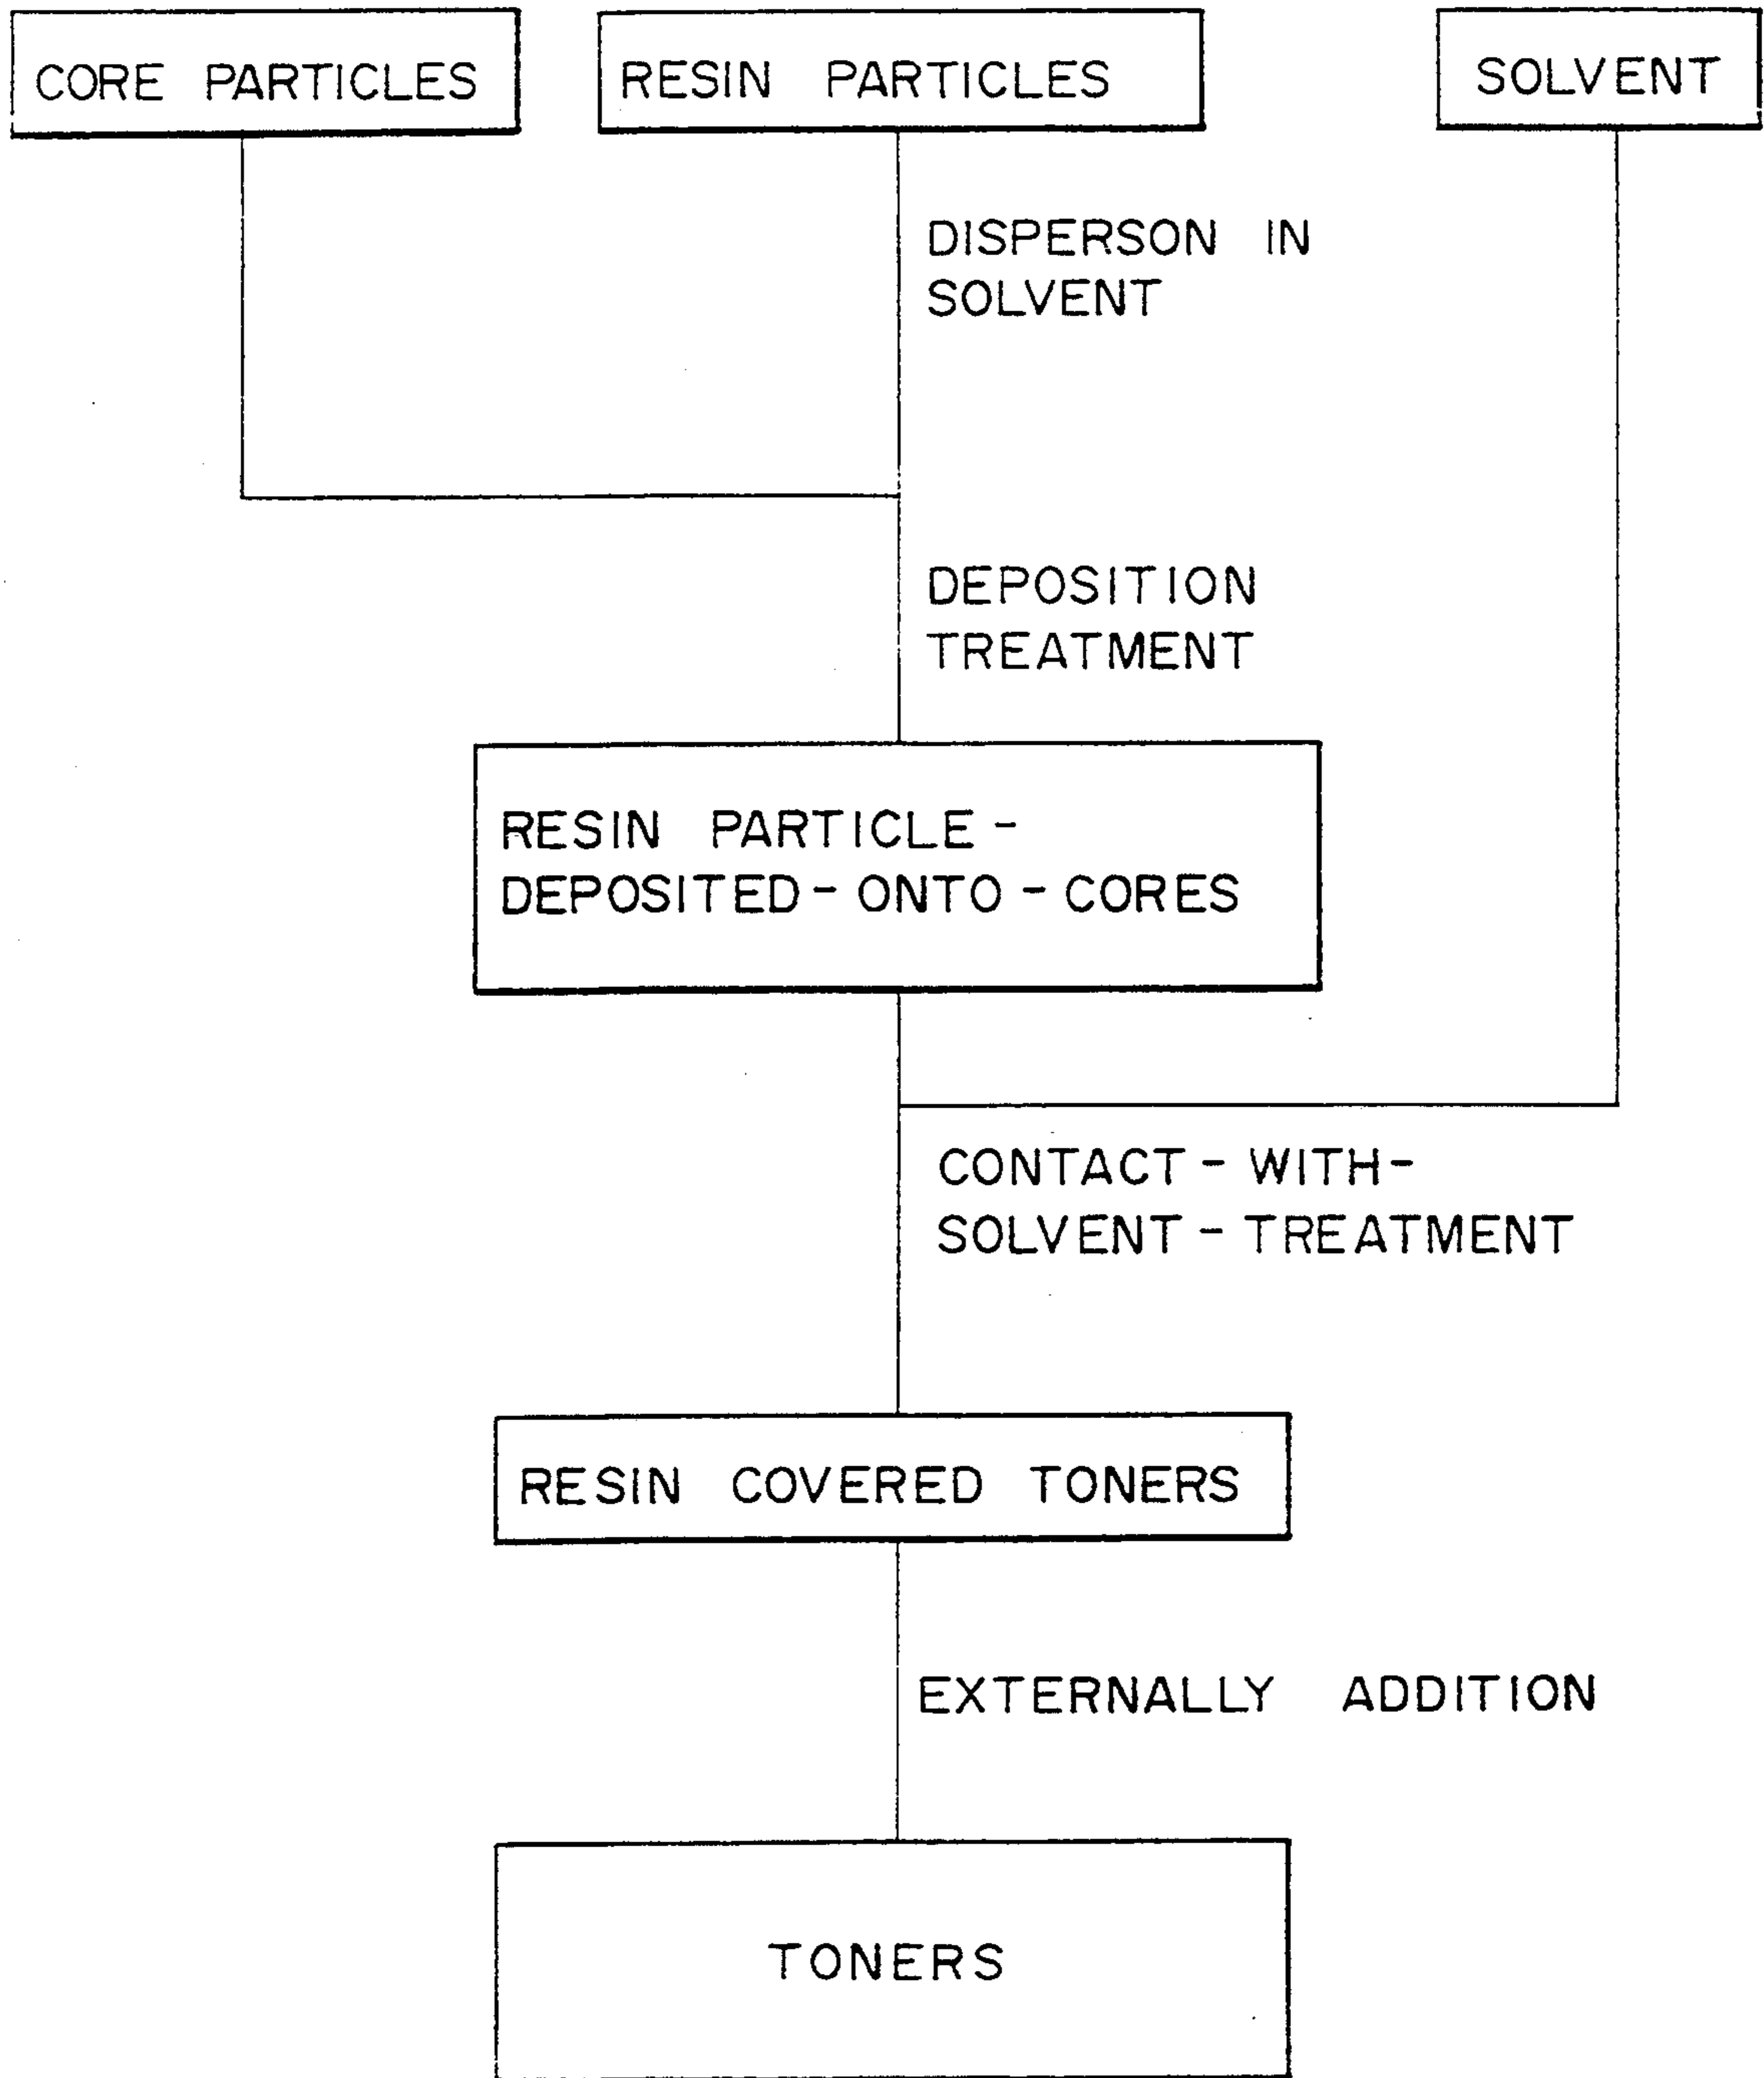 CORE PARTICLES
RESIN PARTICLES
SOLVENT
DISPERSON IN
SOLVENT
DEPOSITION
TREATMENT
RESIN PARTICLE-
DEPOSITED-ONTO-CORES
CONTACT-WITH-
SOLVENT-TREATMENT
RESIN COVERED TONERS
EXTERNALLY ADDITION
TONERS